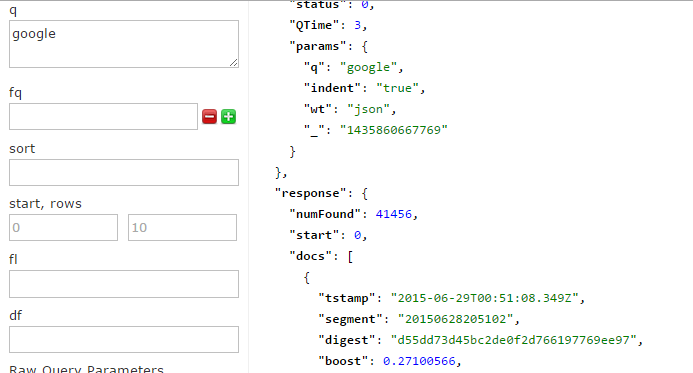 q
google
fq
sort
start, rows
0
10
fl
df
Raw Query Parameters
"status": 0,
"QTime": 3,
"params": {
"q": "google",
"indent": "true",
"wt": "json",
"_": "1435860667769"
}
},
"response": {
"numFound": 41456,
"start": 0,
"docs": [
{
"tstamp": "2015-06-29T00:51:08.349Z",
"segment": "20150628205102",
"digest": "d55dd73d45bc2de0f2d766197769ee97",
"boost": 0.27100566,